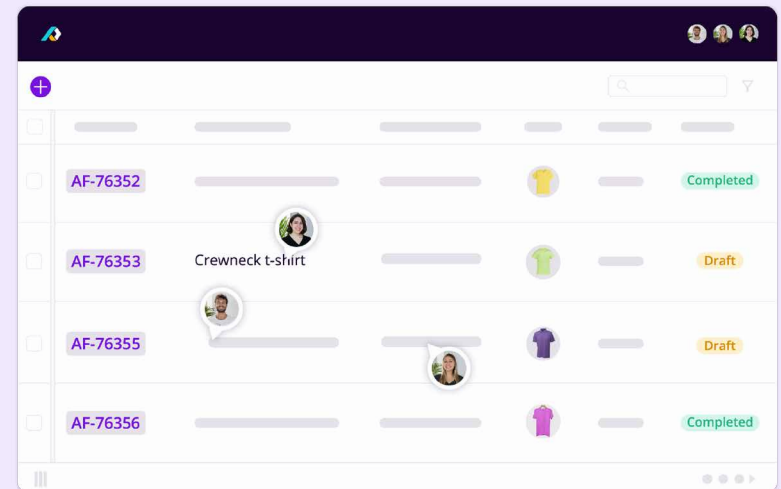 AF-76352
Completed
AF-76353
Crewneck t-shirt
Draft
AF-76355
Draft
AF-76356
Completed